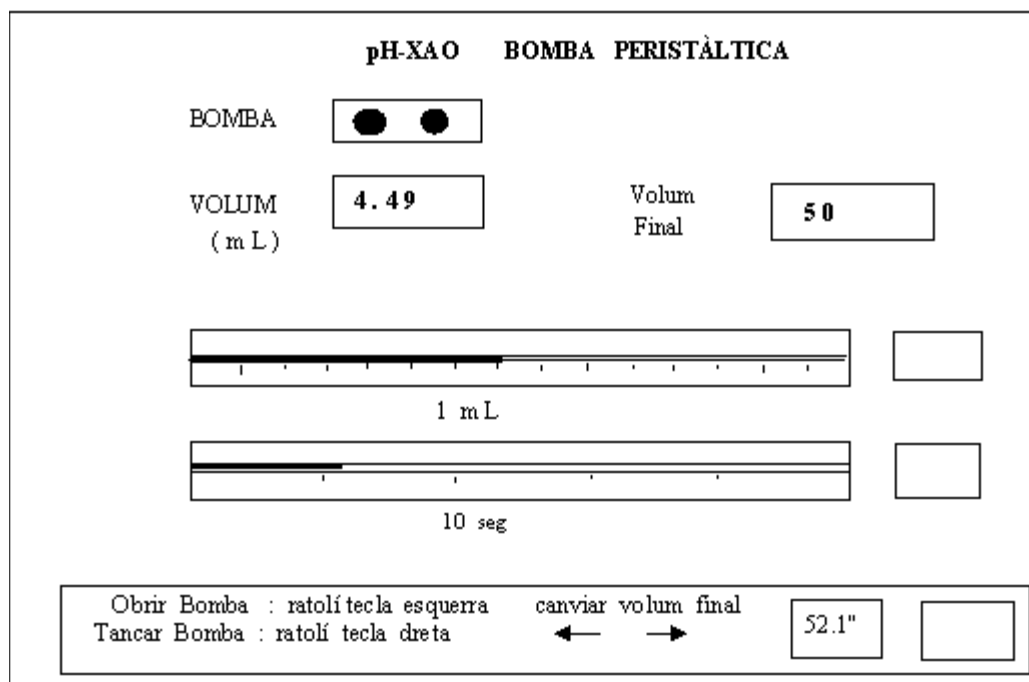 pH-XAO BOMBA PERISTÀLTICA
BOMBA
VOLUM
( m L )
4.49
Volum
Final
50
1 mL
10 seg
Obrir Bomba : ratolí tecla esquerra canviar volum final
Tancar Bomba : ratolí tecla dreta
52.1"